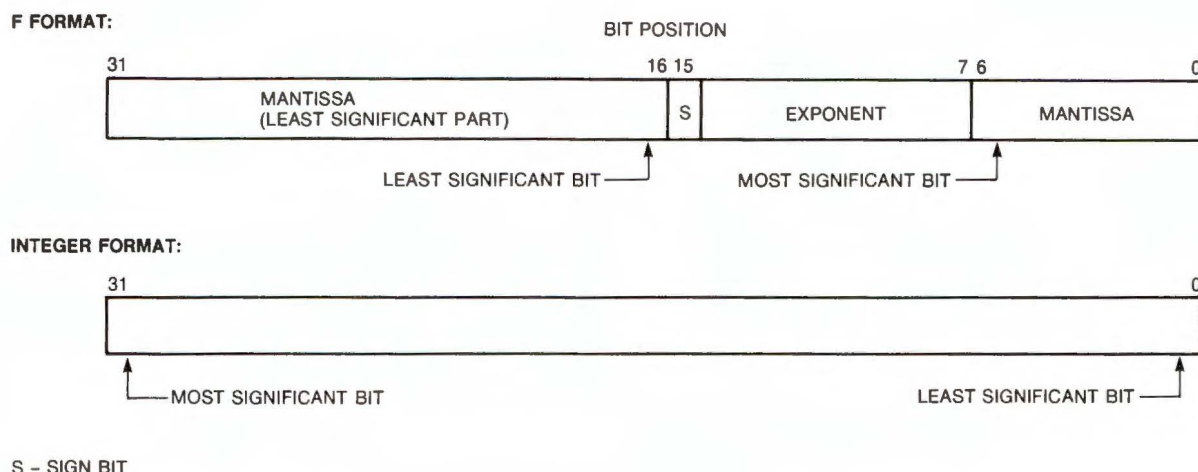 F FORMAT:
BIT POSITION
31 16 15 7 6 0
MANTISSA
(LEAST SIGNIFICANT PART)
S
EXPONENT
MANTISSA
LEAST SIGNIFICANT BIT
MOST SIGNIFICANT BIT
INTEGER FORMAT:
31 0
MOST SIGNIFICANT BIT
LEAST SIGNIFICANT BIT
S – SIGN BIT